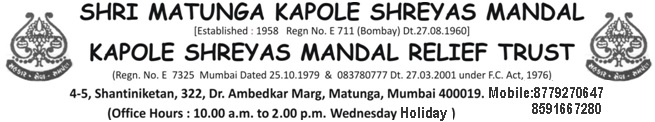 SHRI MATUNGA KAPOLE SHREYAS MANDAL
[Established : 1958 Regn No. E 711 (Bombay) Dt.27.08.1960]
KAPOLE SHREYAS MANDAL RELIEF TRUST
(Regn. No. E 7325 Mumbai Dated 25.10.1979 & 083780777 Dt. 27.03.2001 under F.C. Act, 1976)
4-5, Shantiniketan, 322, Dr. Ambedkar Marg, Matunga, Mumbai 400019. Mobile:8779270647
(Office Hours : 10.00 a.m. to 2.00 p.m. Wednesday Holiday ) 8591667280